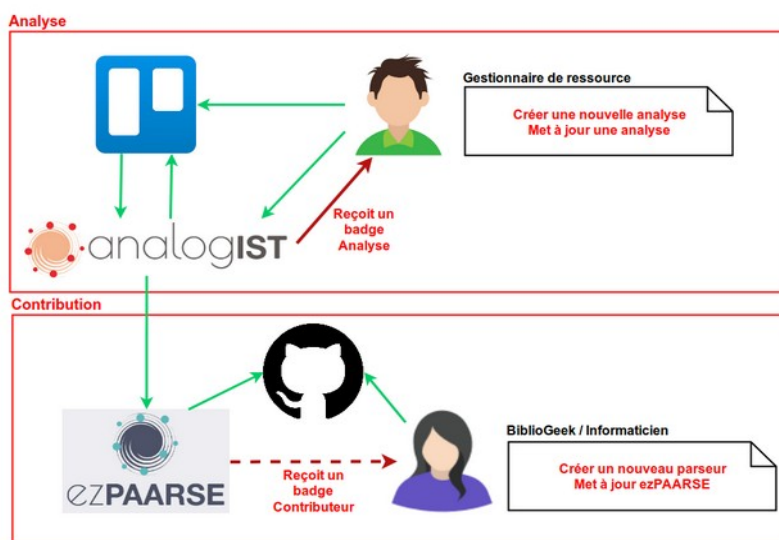 Analyse
Gestionnaire de ressource
Créer une nouvelle analyse
Met à jour une analyse
Reçoit un
badge
Analyse
analogIST
Contribution
BiblioGeek / Informaticien
Créer un nouveau parseur
Met à jour ezPAARSE
Reçoit un
badge
Contributeur
ezPAARSE